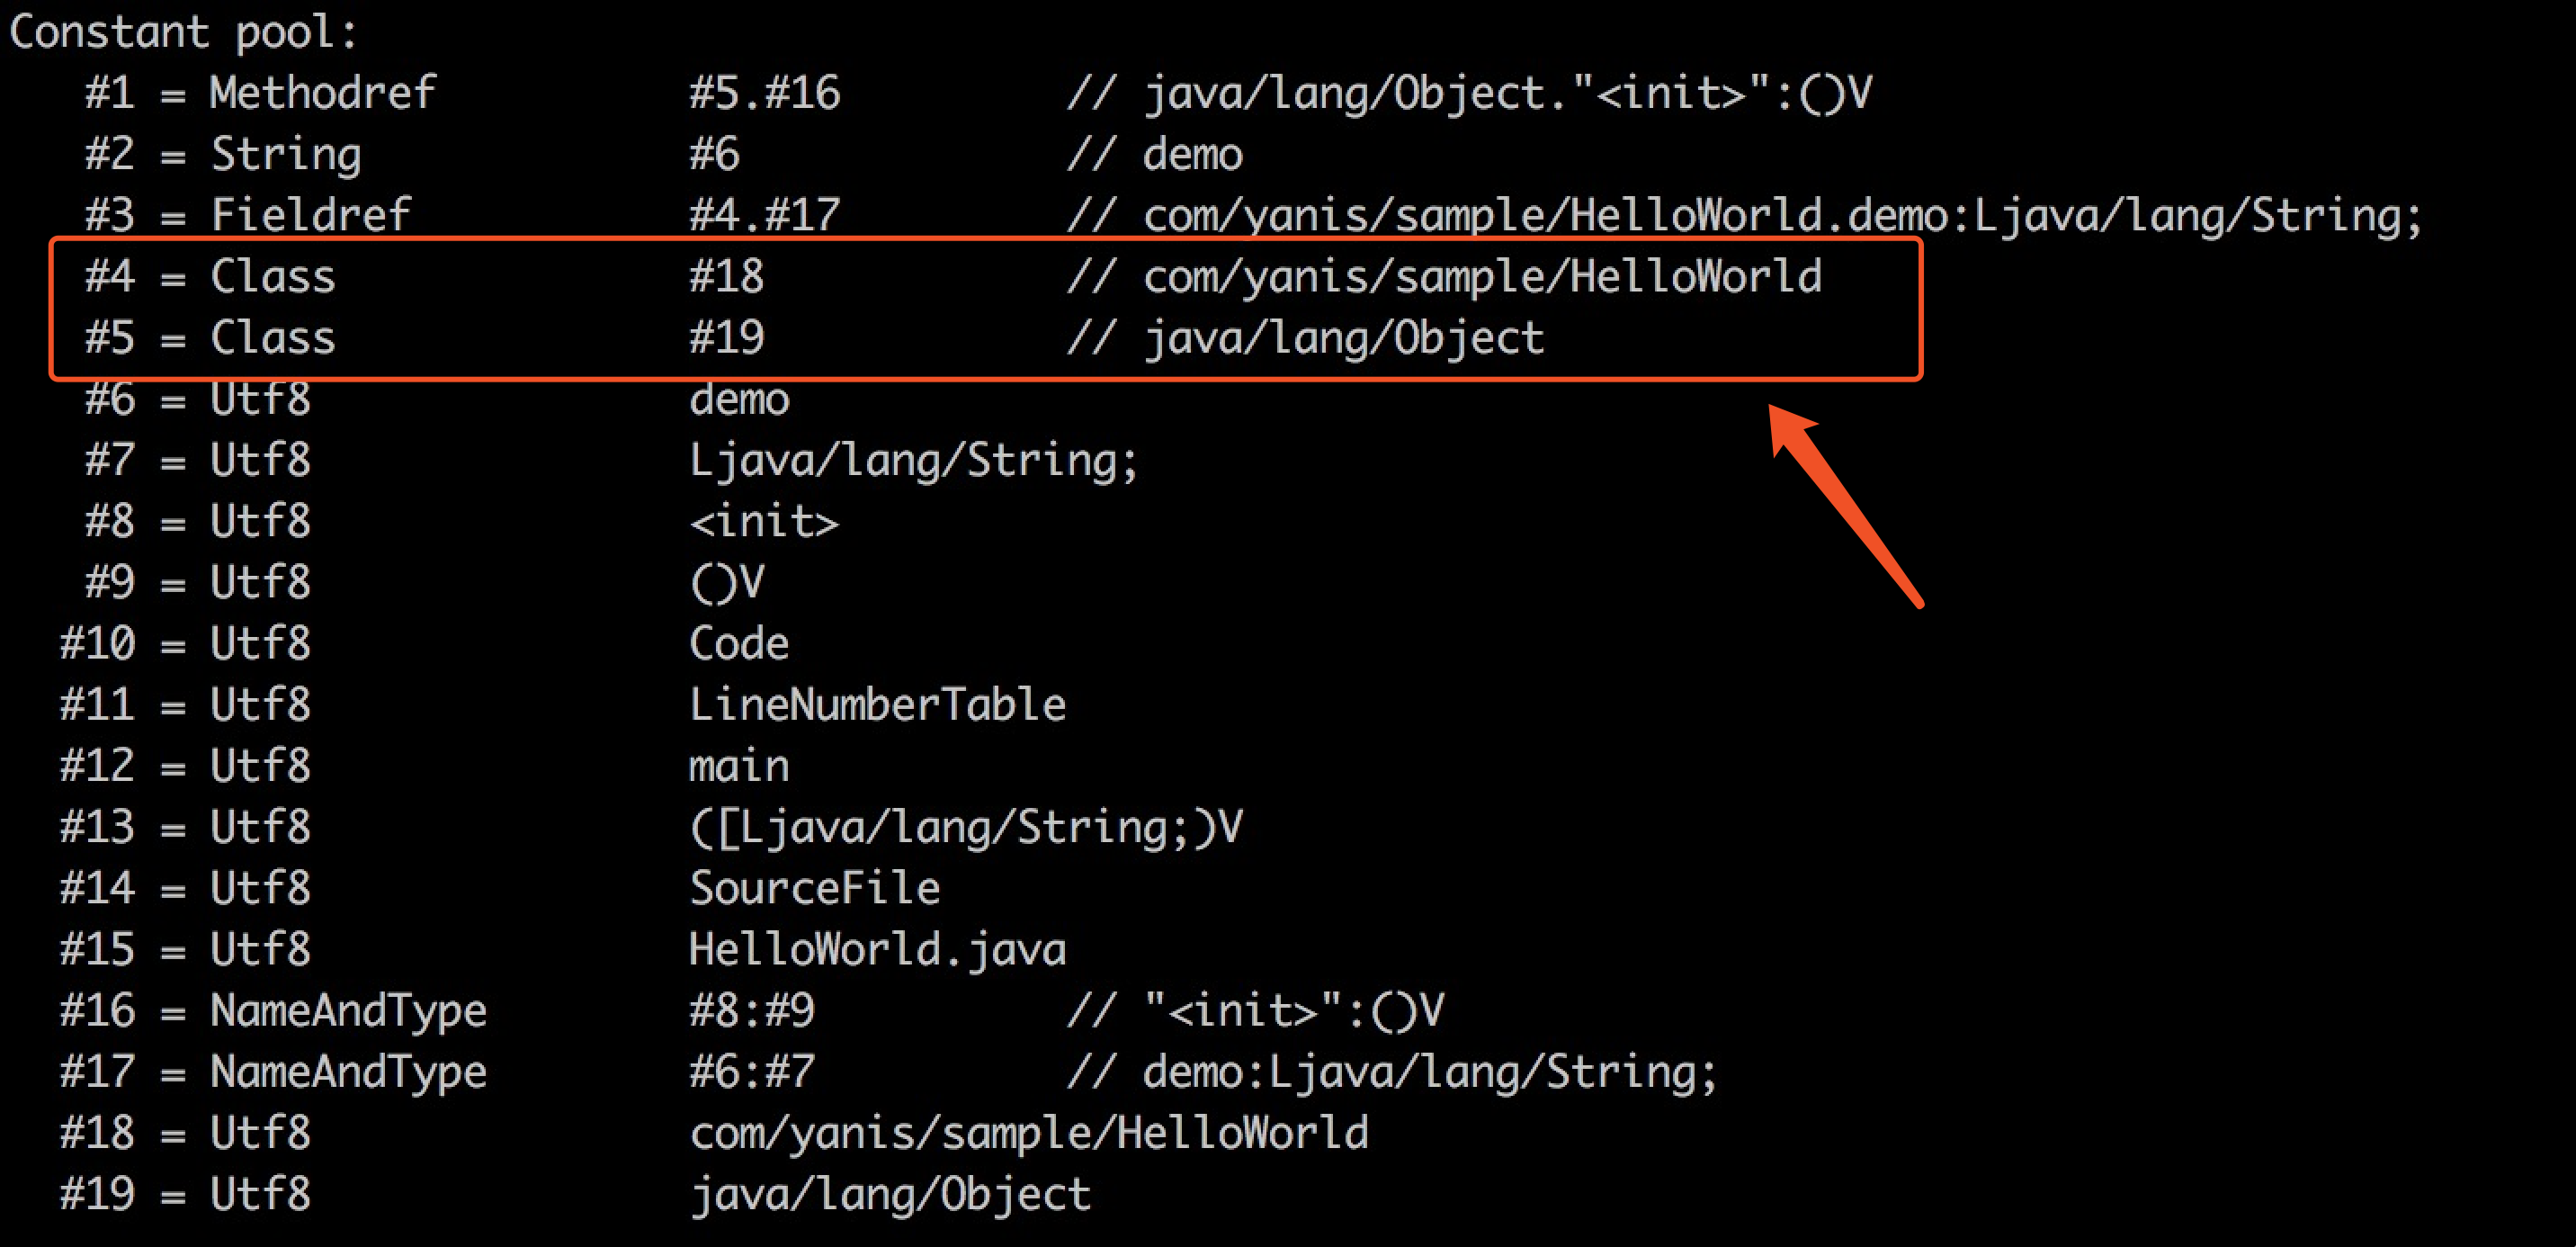 Constant pool:
#1 = Methodref #5.#16 // java/lang/Object."<init>":()V
#2 = String #6 // demo
#3 = Fieldref #4.#17 // com/yanis/sample/HelloWorld.demo:Ljava/lang/String;
#4 = Class #18 // com/yanis/sample/HelloWorld
#5 = Class #19 // java/lang/Object
#6 = Utf8 demo
#7 = Utf8 Ljava/lang/String;
#8 = Utf8 <init>
#9 = Utf8 ()V
#10 = Utf8 Code
#11 = Utf8 LineNumberTable
#12 = Utf8 main
#13 = Utf8 ([Ljava/lang/String;)V
#14 = Utf8 SourceFile
#15 = Utf8 HelloWorld.java
#16 = NameAndType #8:#9 // "<init>":()V
#17 = NameAndType #6:#7 // demo:Ljava/lang/String;
#18 = Utf8 com/yanis/sample/HelloWorld
#19 = Utf8 java/lang/Object